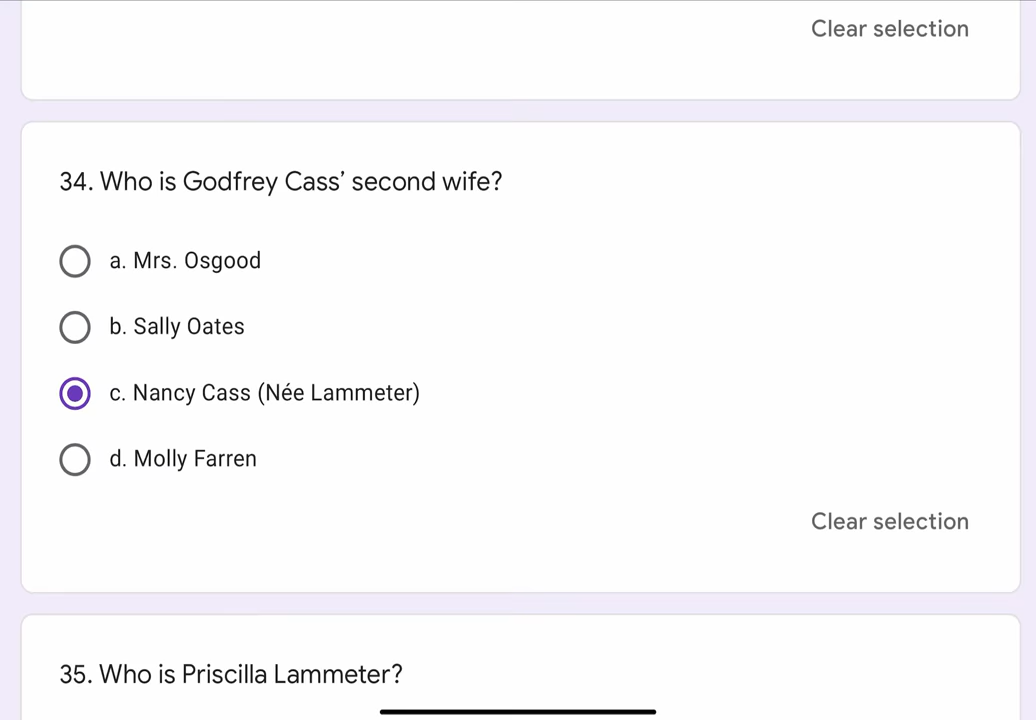 Clear selection
34. Who is Godfrey Cass’ second wife?
a. Mrs. Osgood
b. Sally Oates
c. Nancy Cass (Née Lammeter)
d. Molly Farren
Clear selection
35. Who is Priscilla Lammeter?